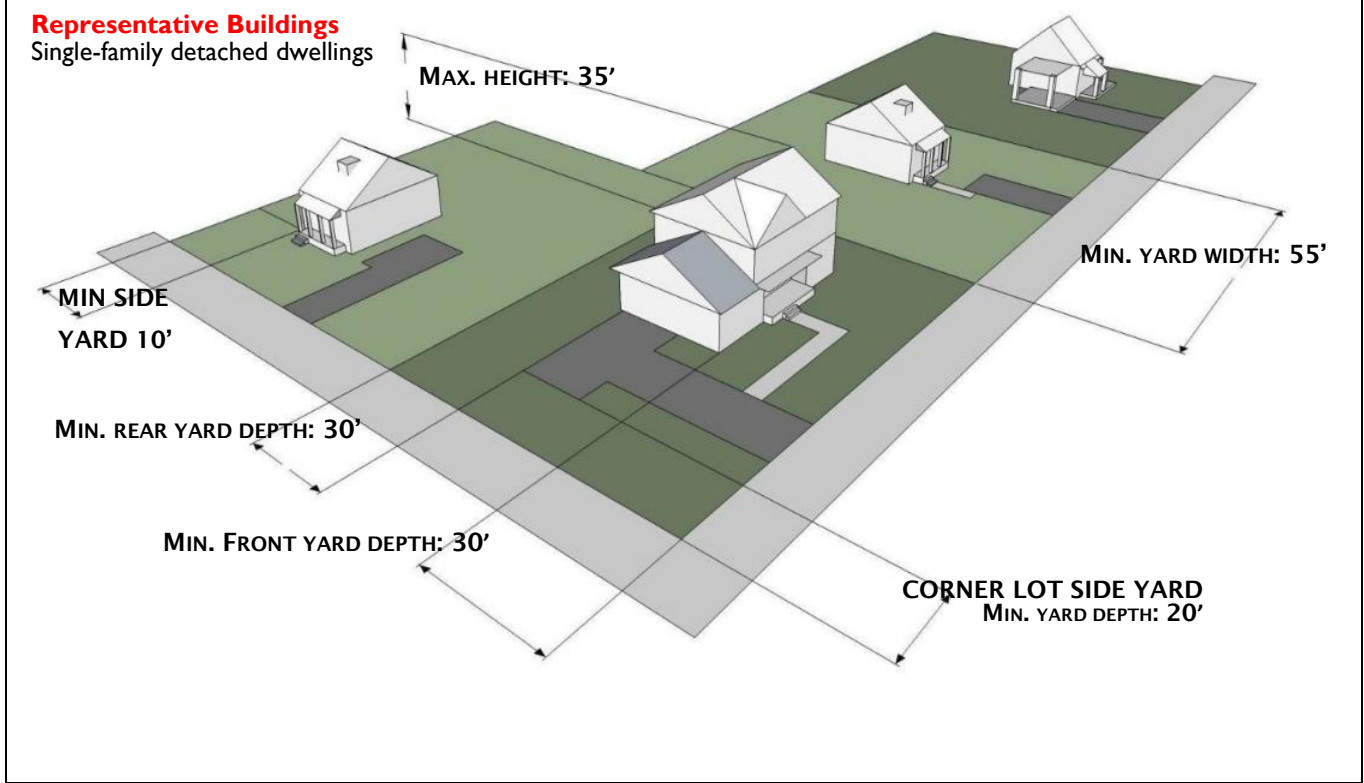 Representative Buildings
Single-family detached dwellings
MAX. HEIGHT: 35'
MIN. YARD WIDTH: 55'
MIN SIDE
YARD 10'
MIN. REAR YARD DEPTH: 30'
MIN. FRONT YARD DEPTH: 30'
CORNER LOT SIDE YARD
MIN. YARD DEPTH: 20'